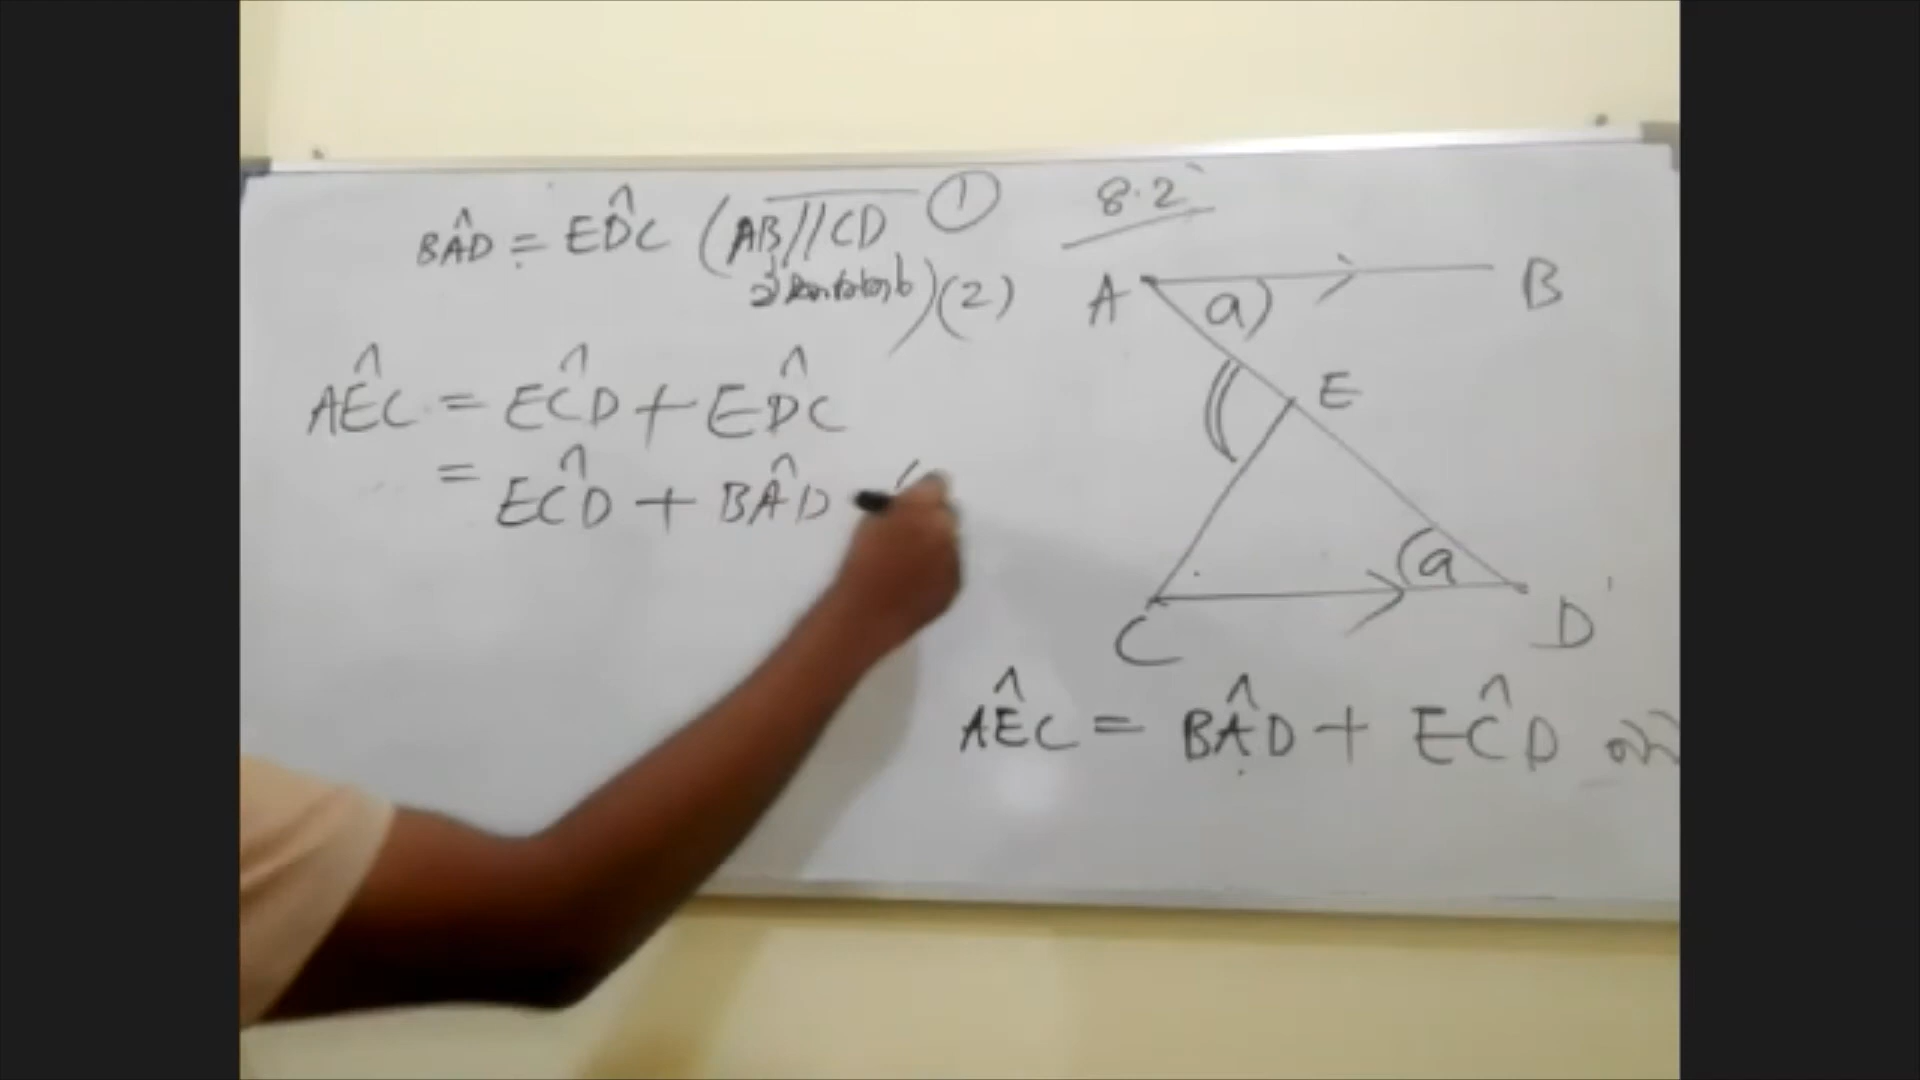 BÂD = ED̂C (AB//CD ①
(2)
AÊC = EĈD + ED̂C
= EĈD + BÂD
8.2
A a B
E
a
C D
AÊC = BÂD + EĈD